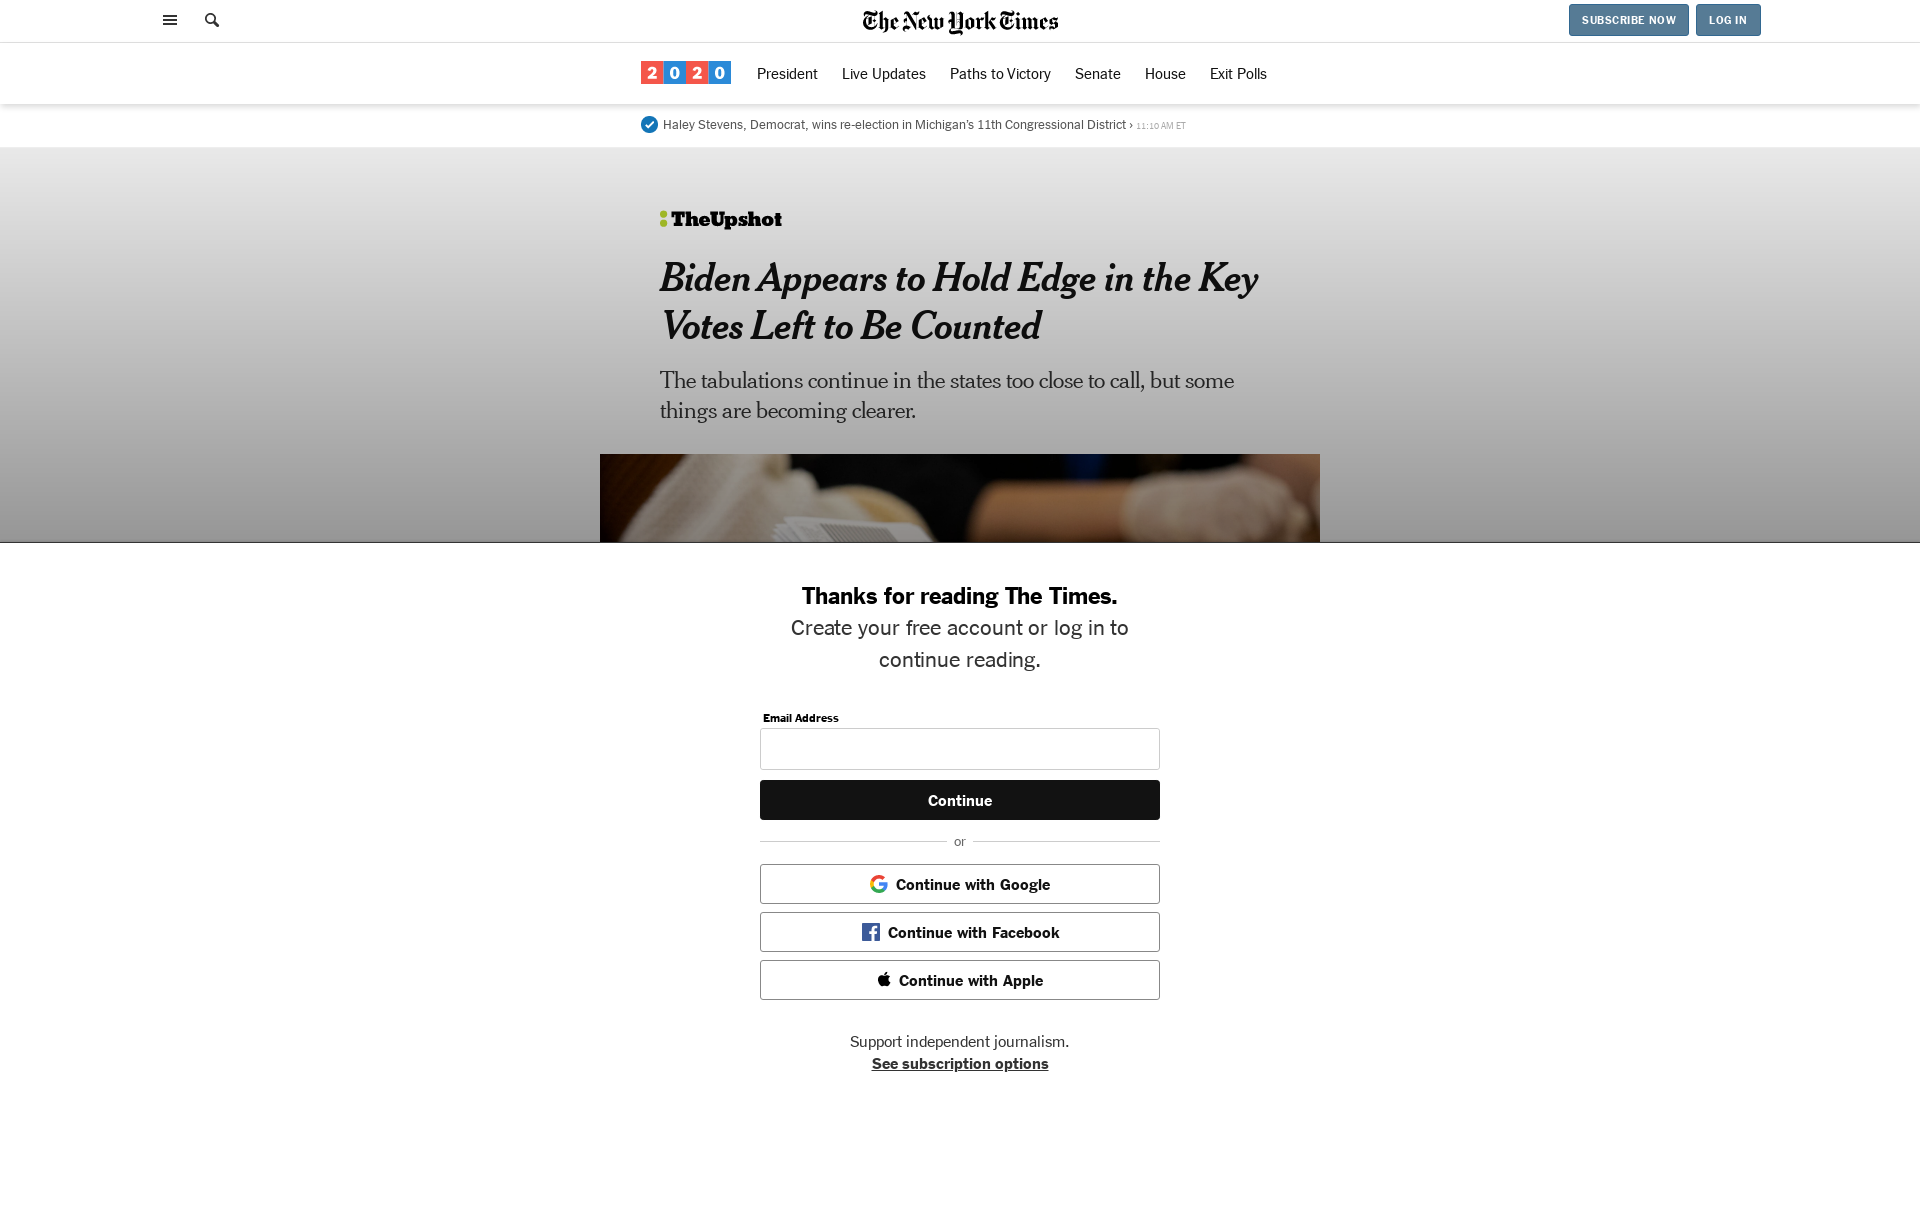 The New York Times
SUBSCRIBE NOW
LOG IN
2020
President
Live Updates
Paths to Victory
Senate
House
Exit Polls
Haley Stevens, Democrat, wins re-election in Michigan’s 11th Congressional District › 11:10 AM ET
TheUpshot
Biden Appears to Hold Edge in the Key
Votes Left to Be Counted
The tabulations continue in the states too close to call, but some
things are becoming clearer.
Thanks for reading The Times.
Create your free account or log in to
continue reading.
Email Address
Continue
or
Continue with Google
Continue with Facebook
Continue with Apple
Support independent journalism.
See subscription options